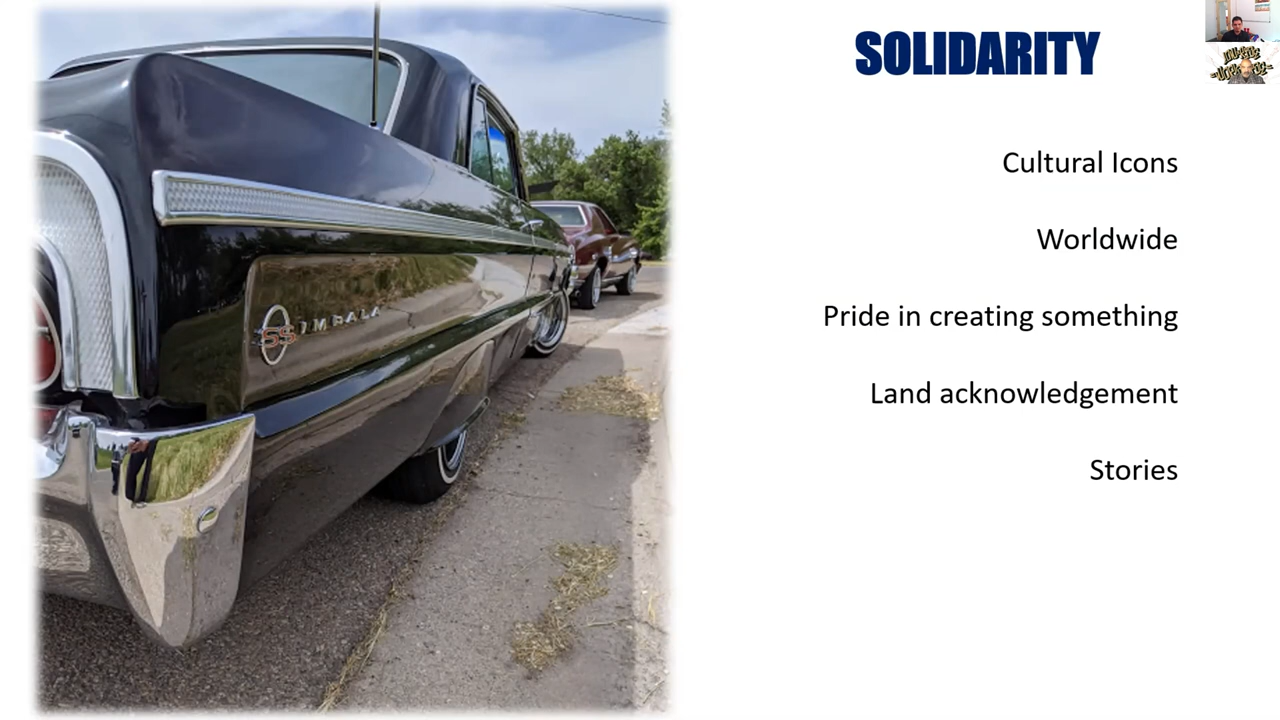 SOLIDARITY
Cultural Icons
Worldwide
Pride in creating something
Land acknowledgement
Stories
SS IMPALA